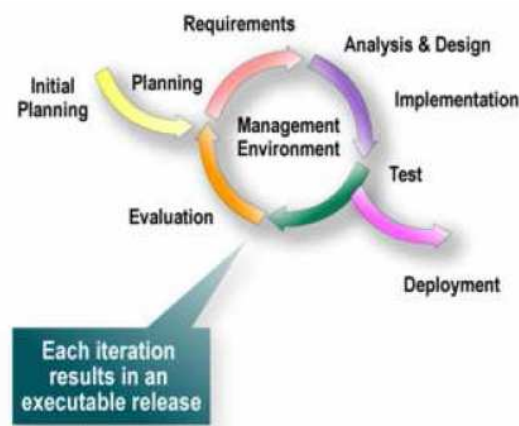 Requirements
Analysis & Design
Planning
Initial
Planning
Implementation
Management
Environment
Test
Evaluation
Deployment
Each iteration
results in an
executable release